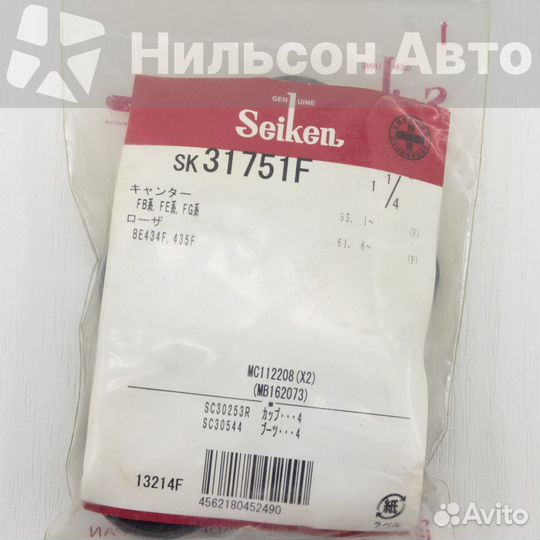 Нильсон Авто
GENUINE
Seiken
SK 31751F
1 1/4"
キャンター
FB系, FE系, FG系
55. 1~ (F)
ローザ
BE434F, 435F
61. 6~ (F)
MC112208(X2)
(MB162073)
SC30253R カップ・・・4
SC30544 ブーツ・・・4
13214F
4562180452490
紙
ラベル
Avito